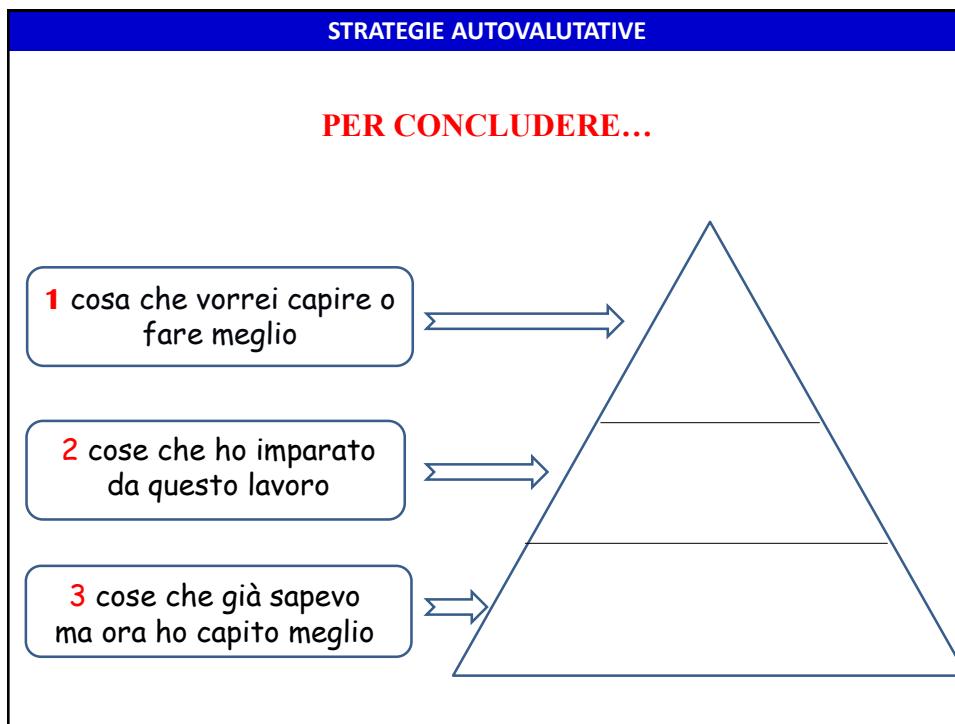 STRATEGIE AUTOVALUTATIVE
PER CONCLUDERE…
1 cosa che vorrei capire o
fare meglio
2 cose che ho imparato
da questo lavoro
3 cose che già sapevo
ma ora ho capito meglio